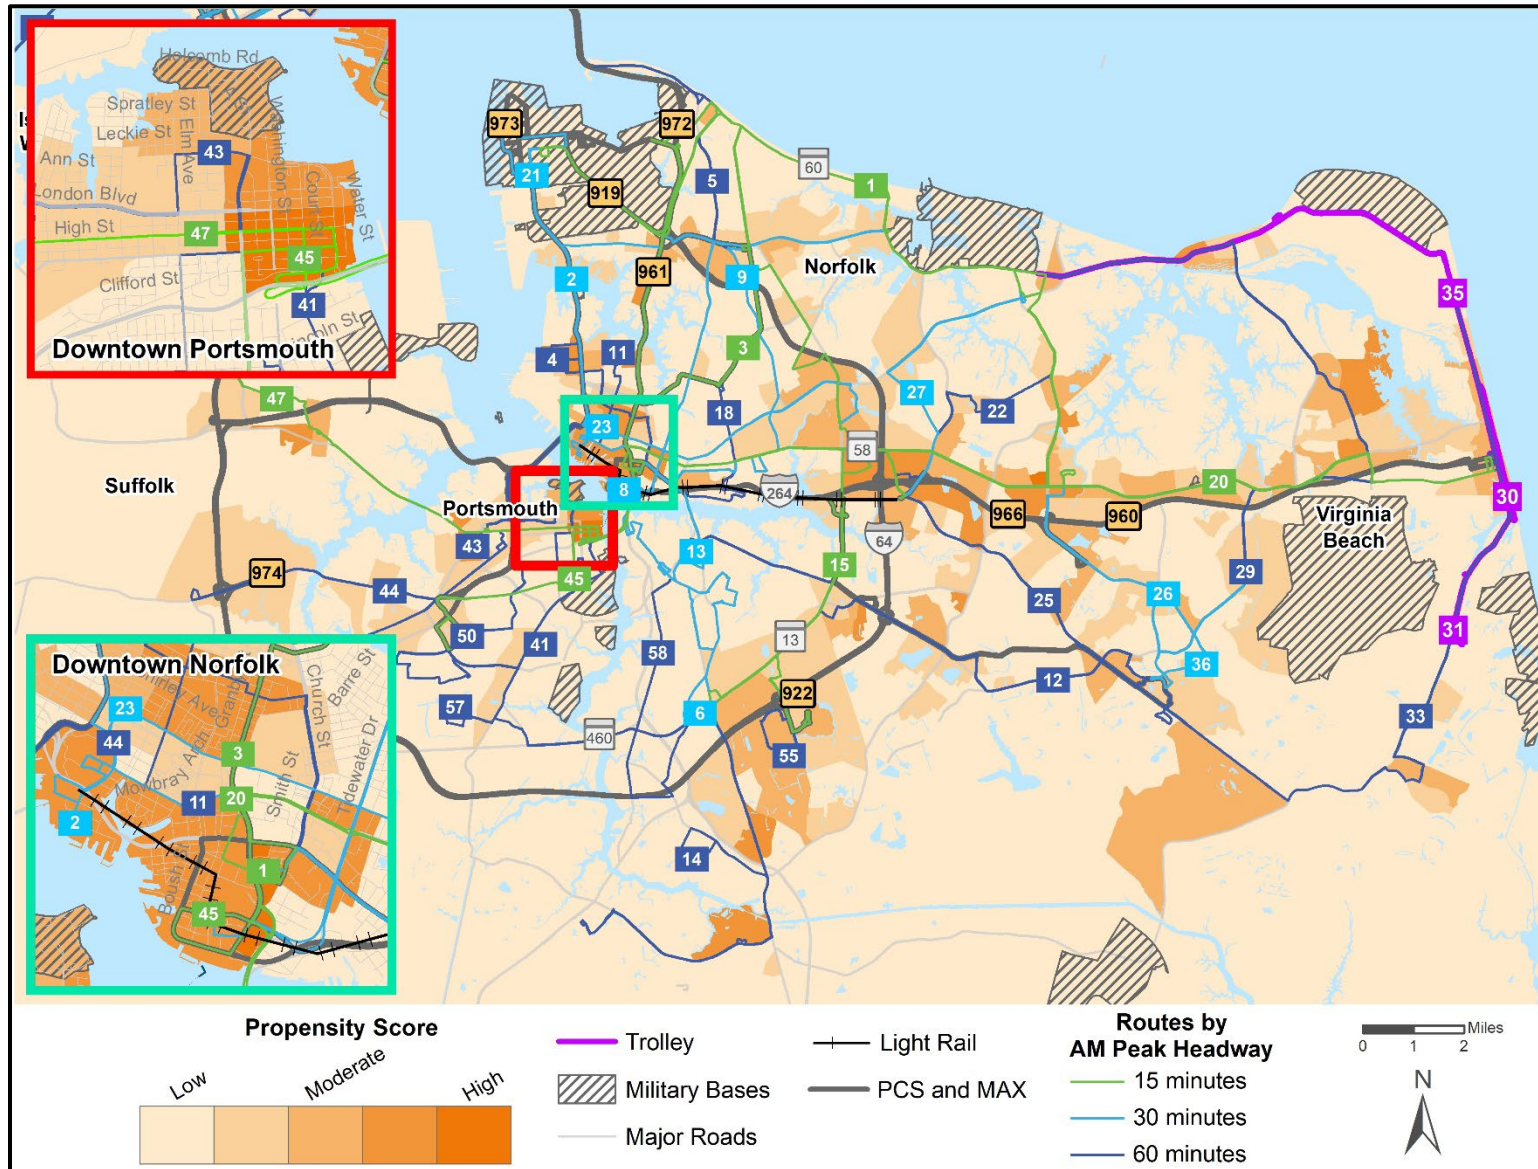 Holcomb Rd
Spratley St
Leckie St
Elm Ave
Washington St
43
Ann St
London Blvd
Court St
Water St
High St
47
45
Clifford St
41
Downtown Portsmouth
973
972
21
919
5
60
1
961
2
9
Norfolk
35
4
11
3
27
22
47
23
18
58
20
8
264
Suffolk
Portsmouth
966
960
30
Virginia
Beach
43
13
64
974
44
45
15
29
25
26
50
41
58
13
31
36
12
57
922
6
33
460
55
14
Downtown Norfolk
Church St
Barre St
23
44
3
Mowbray Arch
Smith St
Tidewater Dr
11
20
2
1
45
Propensity Score
Low
Moderate
High
Trolley
Military Bases
Major Roads
Light Rail
PCS and MAX
Routes by
AM Peak Headway
15 minutes
30 minutes
60 minutes
Miles
0 1 2
N